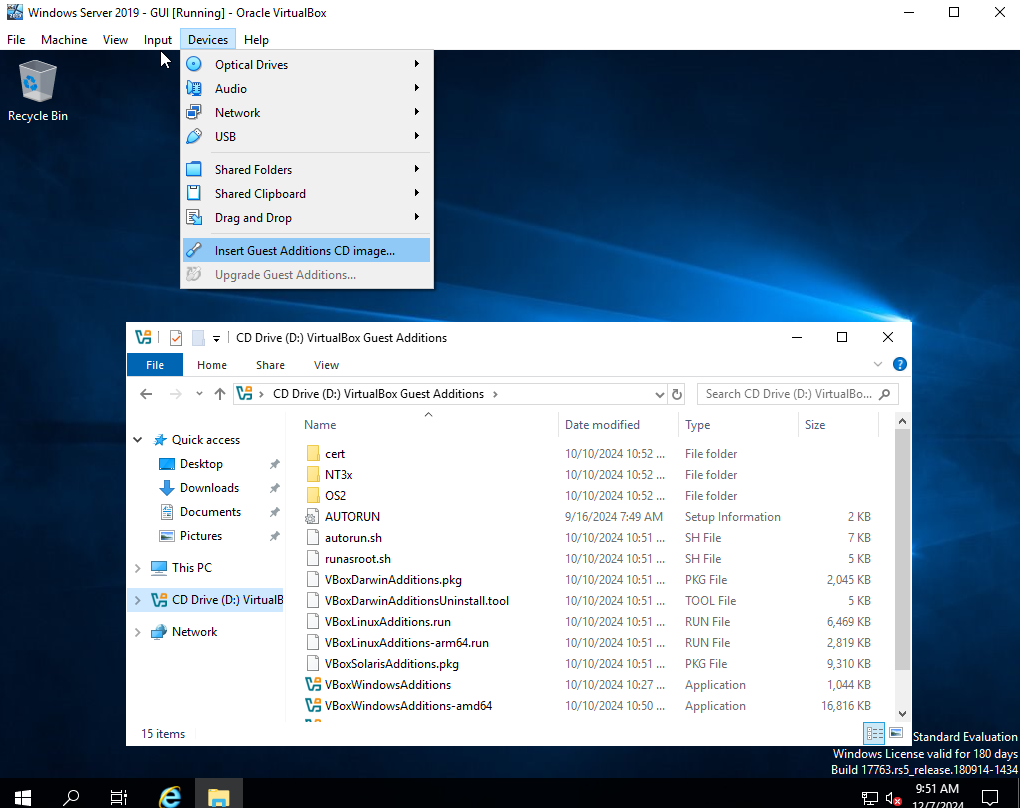 Windows Server 2019 - GUI [Running] - Oracle VirtualBox
File Machine View Input Devices Help
Optical Drives
Audio
Network
USB
Shared Folders
Shared Clipboard
Drag and Drop
Insert Guest Additions CD image...
Upgrade Guest Additions...
Recycle Bin
CD Drive (D:) VirtualBox Guest Additions
File Home Share View
CD Drive (D:) VirtualBox Guest Additions
Search CD Drive (D:) VirtualBo...
Quick access
Desktop
Downloads
Documents
Pictures
This PC
CD Drive (D:) VirtualB
Network
Name Date modified Type Size
cert 10/10/2024 10:52 ... File folder
NT3x 10/10/2024 10:52 ... File folder
OS2 10/10/2024 10:52 ... File folder
AUTORUN 9/16/2024 7:49 AM Setup Information 2 KB
autorun.sh 10/10/2024 10:51 ... SH File 7 KB
runasroot.sh 10/10/2024 10:51 ... SH File 5 KB
VBoxDarwinAdditions.pkg 10/10/2024 10:51 ... PKG File 2,045 KB
VBoxDarwinAdditionsUninstall.tool 10/10/2024 10:51 ... TOOL File 5 KB
VBoxLinuxAdditions.run 10/10/2024 10:51 ... RUN File 6,469 KB
VBoxLinuxAdditions-arm64.run 10/10/2024 10:51 ... RUN File 2,819 KB
VBoxSolarisAdditions.pkg 10/10/2024 10:51 ... PKG File 9,310 KB
VBoxWindowsAdditions 10/10/2024 10:27 ... Application 1,044 KB
VBoxWindowsAdditions-amd64 10/10/2024 10:50 ... Application 16,816 KB
15 items
Standard Evaluation
Windows License valid for 180 days
Build 17763.rs5_release.180914-1434
9:51 AM
12/7/2024